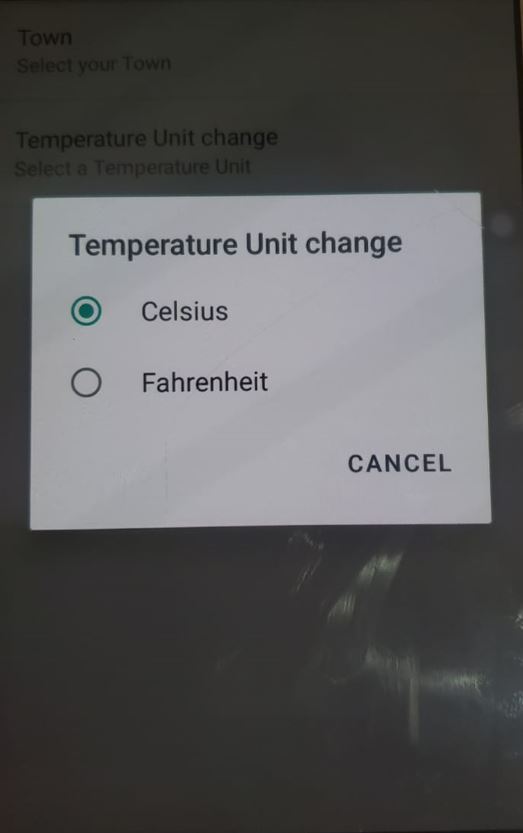 Town
Select your Town
Temperature Unit change
Select a Temperature Unit
Temperature Unit change
Celsius
Fahrenheit
CANCEL